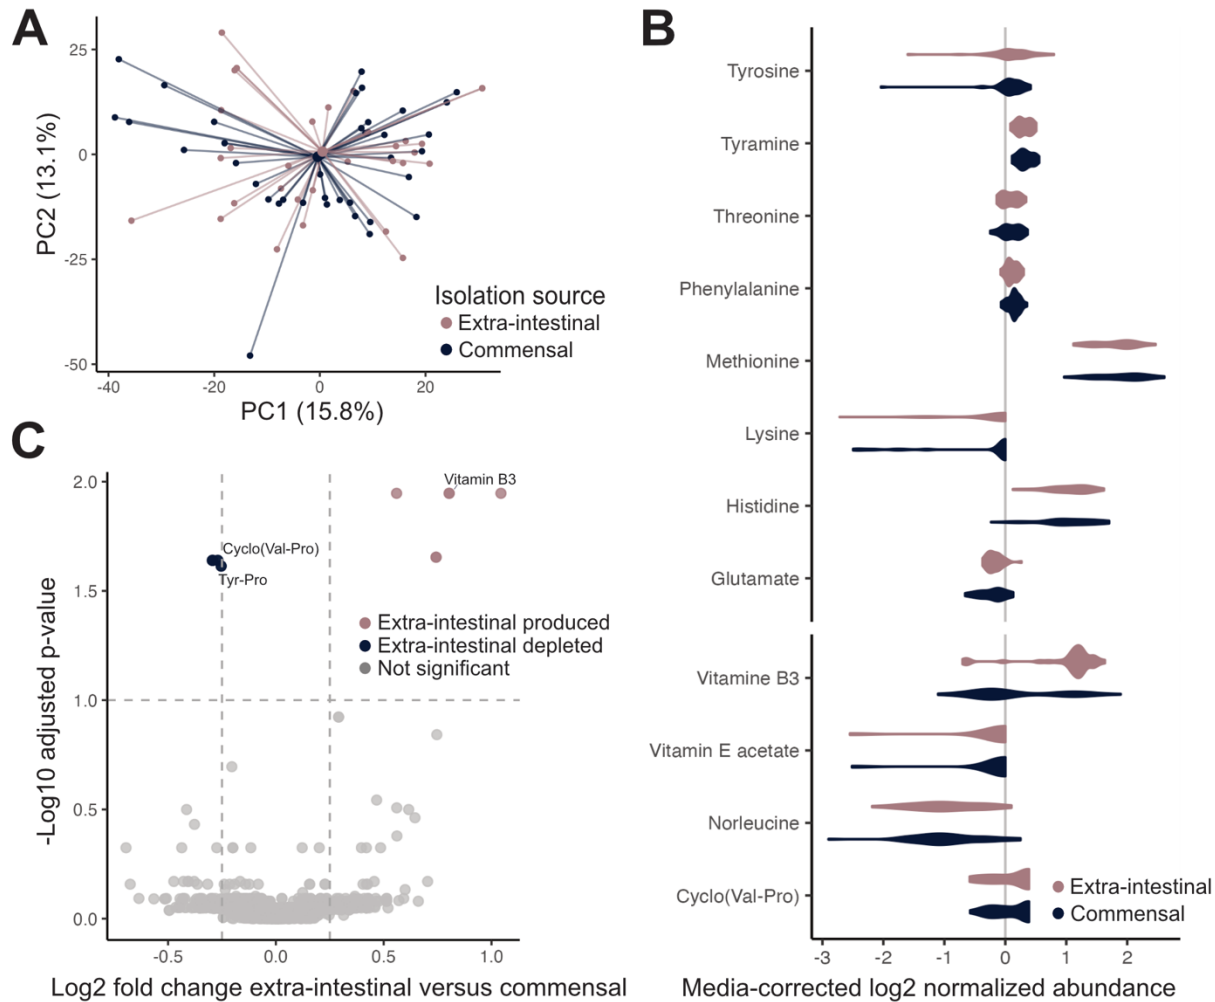 A
25
0
-25
-50
PC2 (13.1%)
-40
-20
0
20
PC1 (15.8%)
Isolation source
Extra-intestinal
Commensal
B
Tyrosine
Tyramine
Threonine
Phenylalanine
Methionine
Lysine
Histidine
Glutamate
Vitamine B3
Vitamin E acetate
Norleucine
Cyclo(Val-Pro)
Extra-intestinal
Commensal
-3
-2
-1
0
1
2
Media-corrected log2 normalized abundance
C
2.0
1.5
1.0
0.5
0.0
-Log10 adjusted p-value
Vitamin B3
Cyclo(Val-Pro)
Tyr-Pro
Extra-intestinal produced
Extra-intestinal depleted
Not significant
-0.5
0.0
0.5
1.0
Log2 fold change extra-intestinal versus commensal